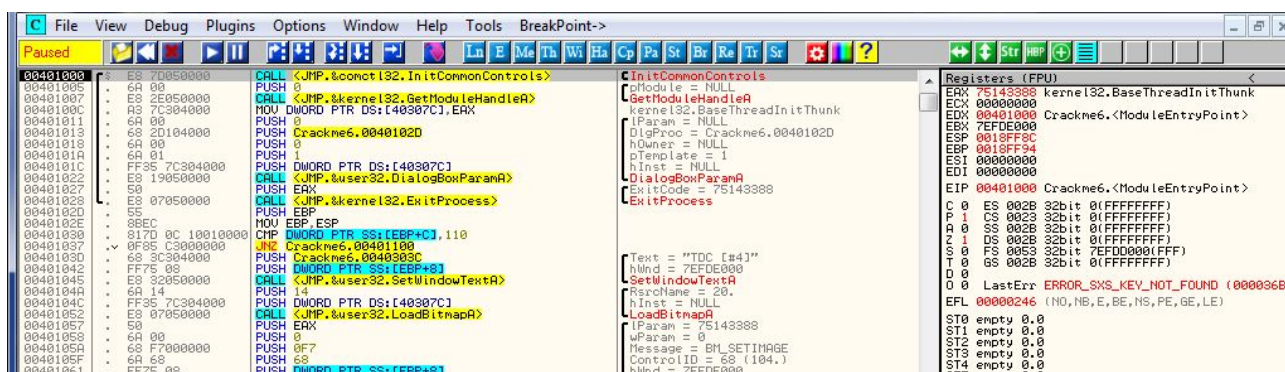 C File View Debug Plugins Options Window Help Tools BreakPoint->
Paused Ln E Me Th Wi Ha Cp Pa St Br Re Tr Sr ? Str HBP
00401000 $ E8 7D050000 CALL <JMP.&comctl32.InitCommonControls> InitCommonControls
00401005 . 6A 00 PUSH 0 pModule = NULL
00401007 . E8 2E050000 CALL <JMP.&kernel32.GetModuleHandleA> GetModuleHandleA
0040100C . A3 7C304000 MOV DWORD PTR DS:[40307C],EAX kernel32.BaseThreadInitThunk
00401011 . 6A 00 PUSH 0 lParam = NULL
00401013 . 68 2D104000 PUSH Crackme6.0040102D DlgProc = Crackme6.0040102D
00401018 . 6A 00 PUSH 0 hOwner = NULL
0040101A . 6A 01 PUSH 1 pTemplate = 1
0040101C . FF35 7C304000 PUSH DWORD PTR DS:[40307C] hInst = NULL
00401022 . E8 19050000 CALL <JMP.&user32.DialogBoxParamA> DialogBoxParamA
00401027 . 50 PUSH EAX ExitCode = 75143388
00401028 . E8 07050000 CALL <JMP.&kernel32.ExitProcess> ExitProcess
0040102D . 55 PUSH EBP
0040102E . 8BEC MOV EBP,ESP
00401030 . 817D 0C 10010000 CMP DWORD PTR SS:[EBP+C],110
00401037 . 0F85 C3000000 JNZ Crackme6.00401100
0040103D . 68 3C304000 PUSH Crackme6.0040303C Text = "TDC [#4]"
00401042 . FF75 08 PUSH DWORD PTR SS:[EBP+8] hWnd = 7EFDE000
00401045 . E8 32050000 CALL <JMP.&user32.SetWindowTextA> SetWindowTextA
0040104A . 6A 14 PUSH 14 RsrcName = 20.
0040104C . FF35 7C304000 PUSH DWORD PTR DS:[40307C] hInst = NULL
00401052 . E8 07050000 CALL <JMP.&user32.LoadBitmapA> LoadBitmapA
00401057 . 50 PUSH EAX lParam = 75143388
00401058 . 6A 00 PUSH 0 wParam = 0
0040105A . 68 F7000000 PUSH 0F7 Message = BM_SETIMAGE
0040105F . 6A 68 PUSH 68 ControlID = 68 (104.)
00401061 . FF75 08 PUSH DWORD PTR SS:[EBP+8] hWnd = 7EFDE000
Registers (FPU) <
EAX 75143388 kernel32.BaseThreadInitThunk
ECX 00000000
EDX 00401000 Crackme6.<ModuleEntryPoint>
EBX 7EFDE000
ESP 0018FF8C
EBP 0018FF94
ESI 00000000
EDI 00000000
EIP 00401000 Crackme6.<ModuleEntryPoint>
C 0 ES 002B 32bit 0(FFFFFFFF)
P 1 CS 0023 32bit 0(FFFFFFFF)
A 0 SS 002B 32bit 0(FFFFFFFF)
Z 1 DS 002B 32bit 0(FFFFFFFF)
S 0 FS 0053 32bit 7EFDD000(FFF)
T 0 GS 002B 32bit 0(FFFFFFFF)
D 0
O 0 LastErr ERROR_SXS_KEY_NOT_FOUND (000036B
EFL 00000246 (NO,NB,E,BE,NS,PE,GE,LE)
ST0 empty 0.0
ST1 empty 0.0
ST2 empty 0.0
ST3 empty 0.0
ST4 empty 0.0